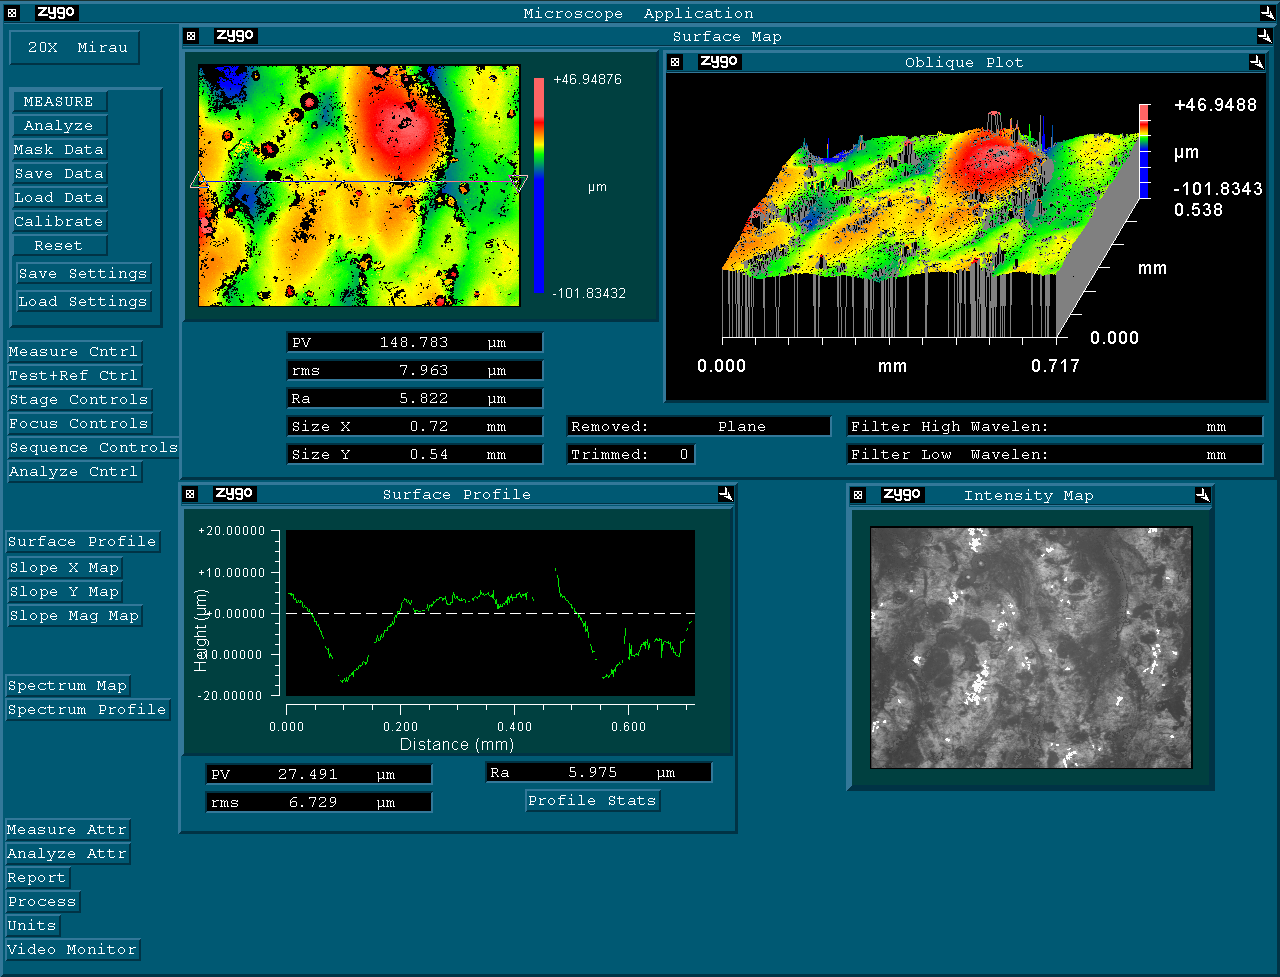 zygo Microscope Application
20X Mirau
MEASURE
Analyze
Mask Data
Save Data
Load Data
Calibrate
Reset
Save Settings
Load Settings
Measure Cntrl
Test+Ref Ctrl
Stage Controls
Focus Controls
Sequence Controls
Analyze Cntrl
Surface Profile
Slope X Map
Slope Y Map
Slope Mag Map
Spectrum Map
Spectrum Profile
Measure Attr
Analyze Attr
Report
Process
Units
Video Monitor
zygo Surface Map
+46.94876
µm
-101.83432
zygo Oblique Plot
+46.9488
µm
-101.8343
0.538
mm
0.000
0.000 mm 0.717
PV 148.783 µm
rms 7.963 µm
Ra 5.822 µm
Size X 0.72 mm
Size Y 0.54 mm
Removed: Plane
Trimmed: 0
Filter High Wavelen: mm
Filter Low Wavelen: mm
zygo Surface Profile
+20.00000
+10.00000
+0.00000
-10.00000
-20.00000
Height (µm)
0.000 0.200 0.400 0.600
Distance (mm)
PV 27.491 µm
rms 6.729 µm
Ra 5.975 µm
Profile Stats
zygo Intensity Map